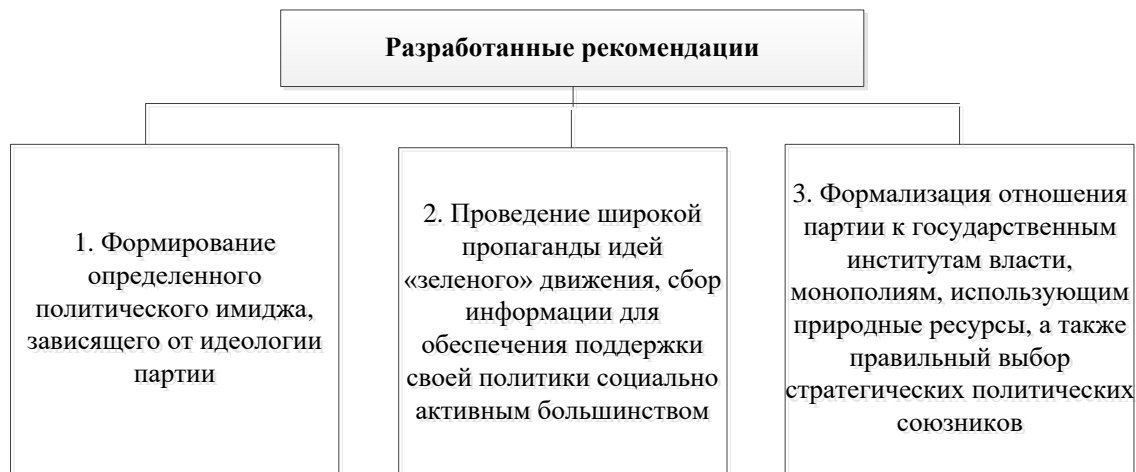 Разработанные рекомендации
1. Формирование
определенного
политического имиджа,
зависящего от идеологии
партии
2. Проведение широкой
пропаганды идей
«зеленого» движения, сбор
информации для
обеспечения поддержки
своей политики социально
активным большинством
3. Формализация отношения
партии к государственным
институтам власти,
монополиям, использующим
природные ресурсы, а также
правильный выбор
стратегических политических
союзников